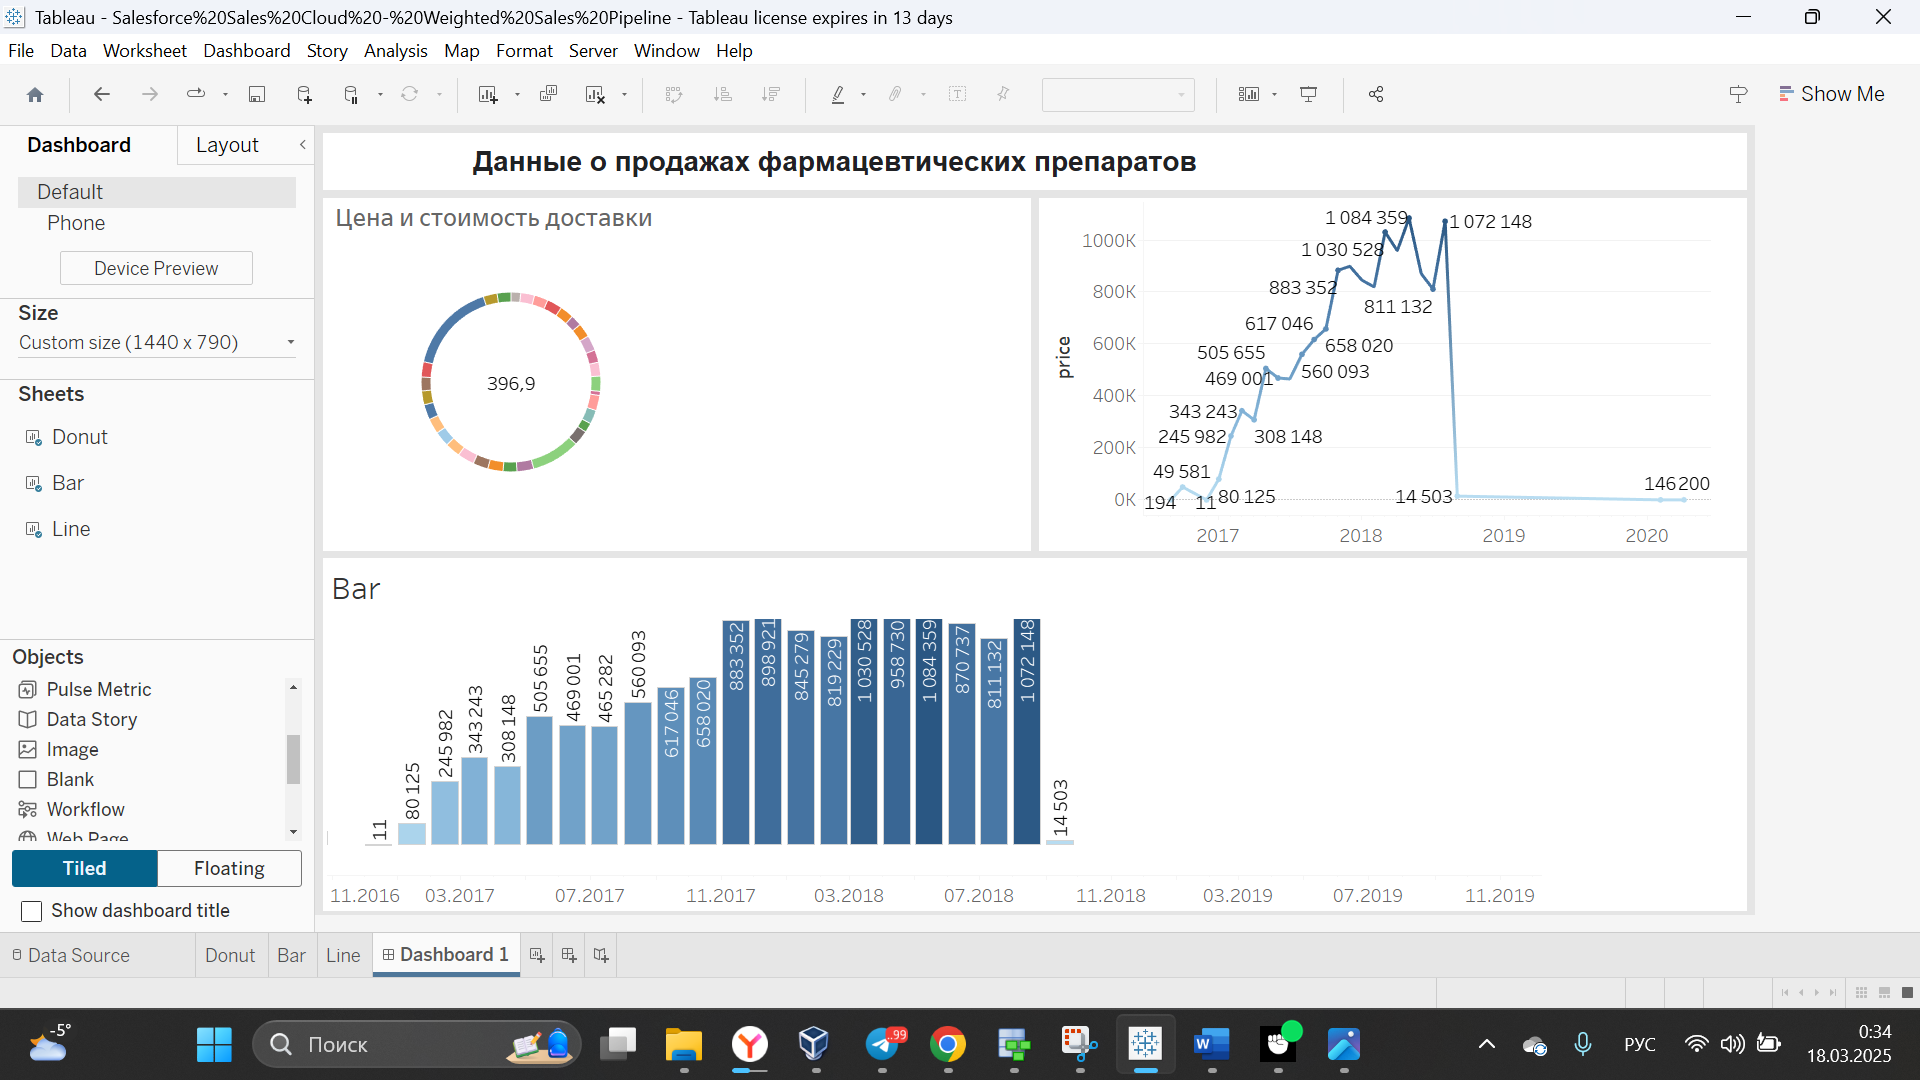 Tableau - Salesforce%20Sales%20Cloud%20-%20Weighted%20Sales%20Pipeline - Tableau license expires in 13 days
File Data Worksheet Dashboard Story Analysis Map Format Server Window Help
Show Me
Dashboard
Layout
Default
Phone
Device Preview
Size
Custom size (1440 x 790)
Sheets
Donut
Bar
Line
Objects
Pulse Metric
Data Story
Image
Blank
Workflow
Web Page
Tiled
Floating
Show dashboard title
Данные о продажах фармацевтических препаратов
Цена и стоимость доставки
396,9
price
1000K
800K
600K
400K
200K
0K
1 084 359
1 072 148
1 030 528
883 352
811 132
617 046
658 020
505 655
560 093
469 001
343 243
245 982
308 148
49 581
194
11
80 125
14 503
146 200
2017
2018
2019
2020
Bar
11
80 125
245 982
343 243
308 148
505 655
469 001
465 282
560 093
617 046
658 020
883 352
898 921
845 279
819 229
1 030 528
958 730
1 084 359
870 737
811 132
1 072 148
14 503
11.2016
03.2017
07.2017
11.2017
03.2018
07.2018
11.2018
03.2019
07.2019
11.2019
Data Source
Donut
Bar
Line
Dashboard 1
-5°
Поиск
.99
РУС
0:34
18.03.2025